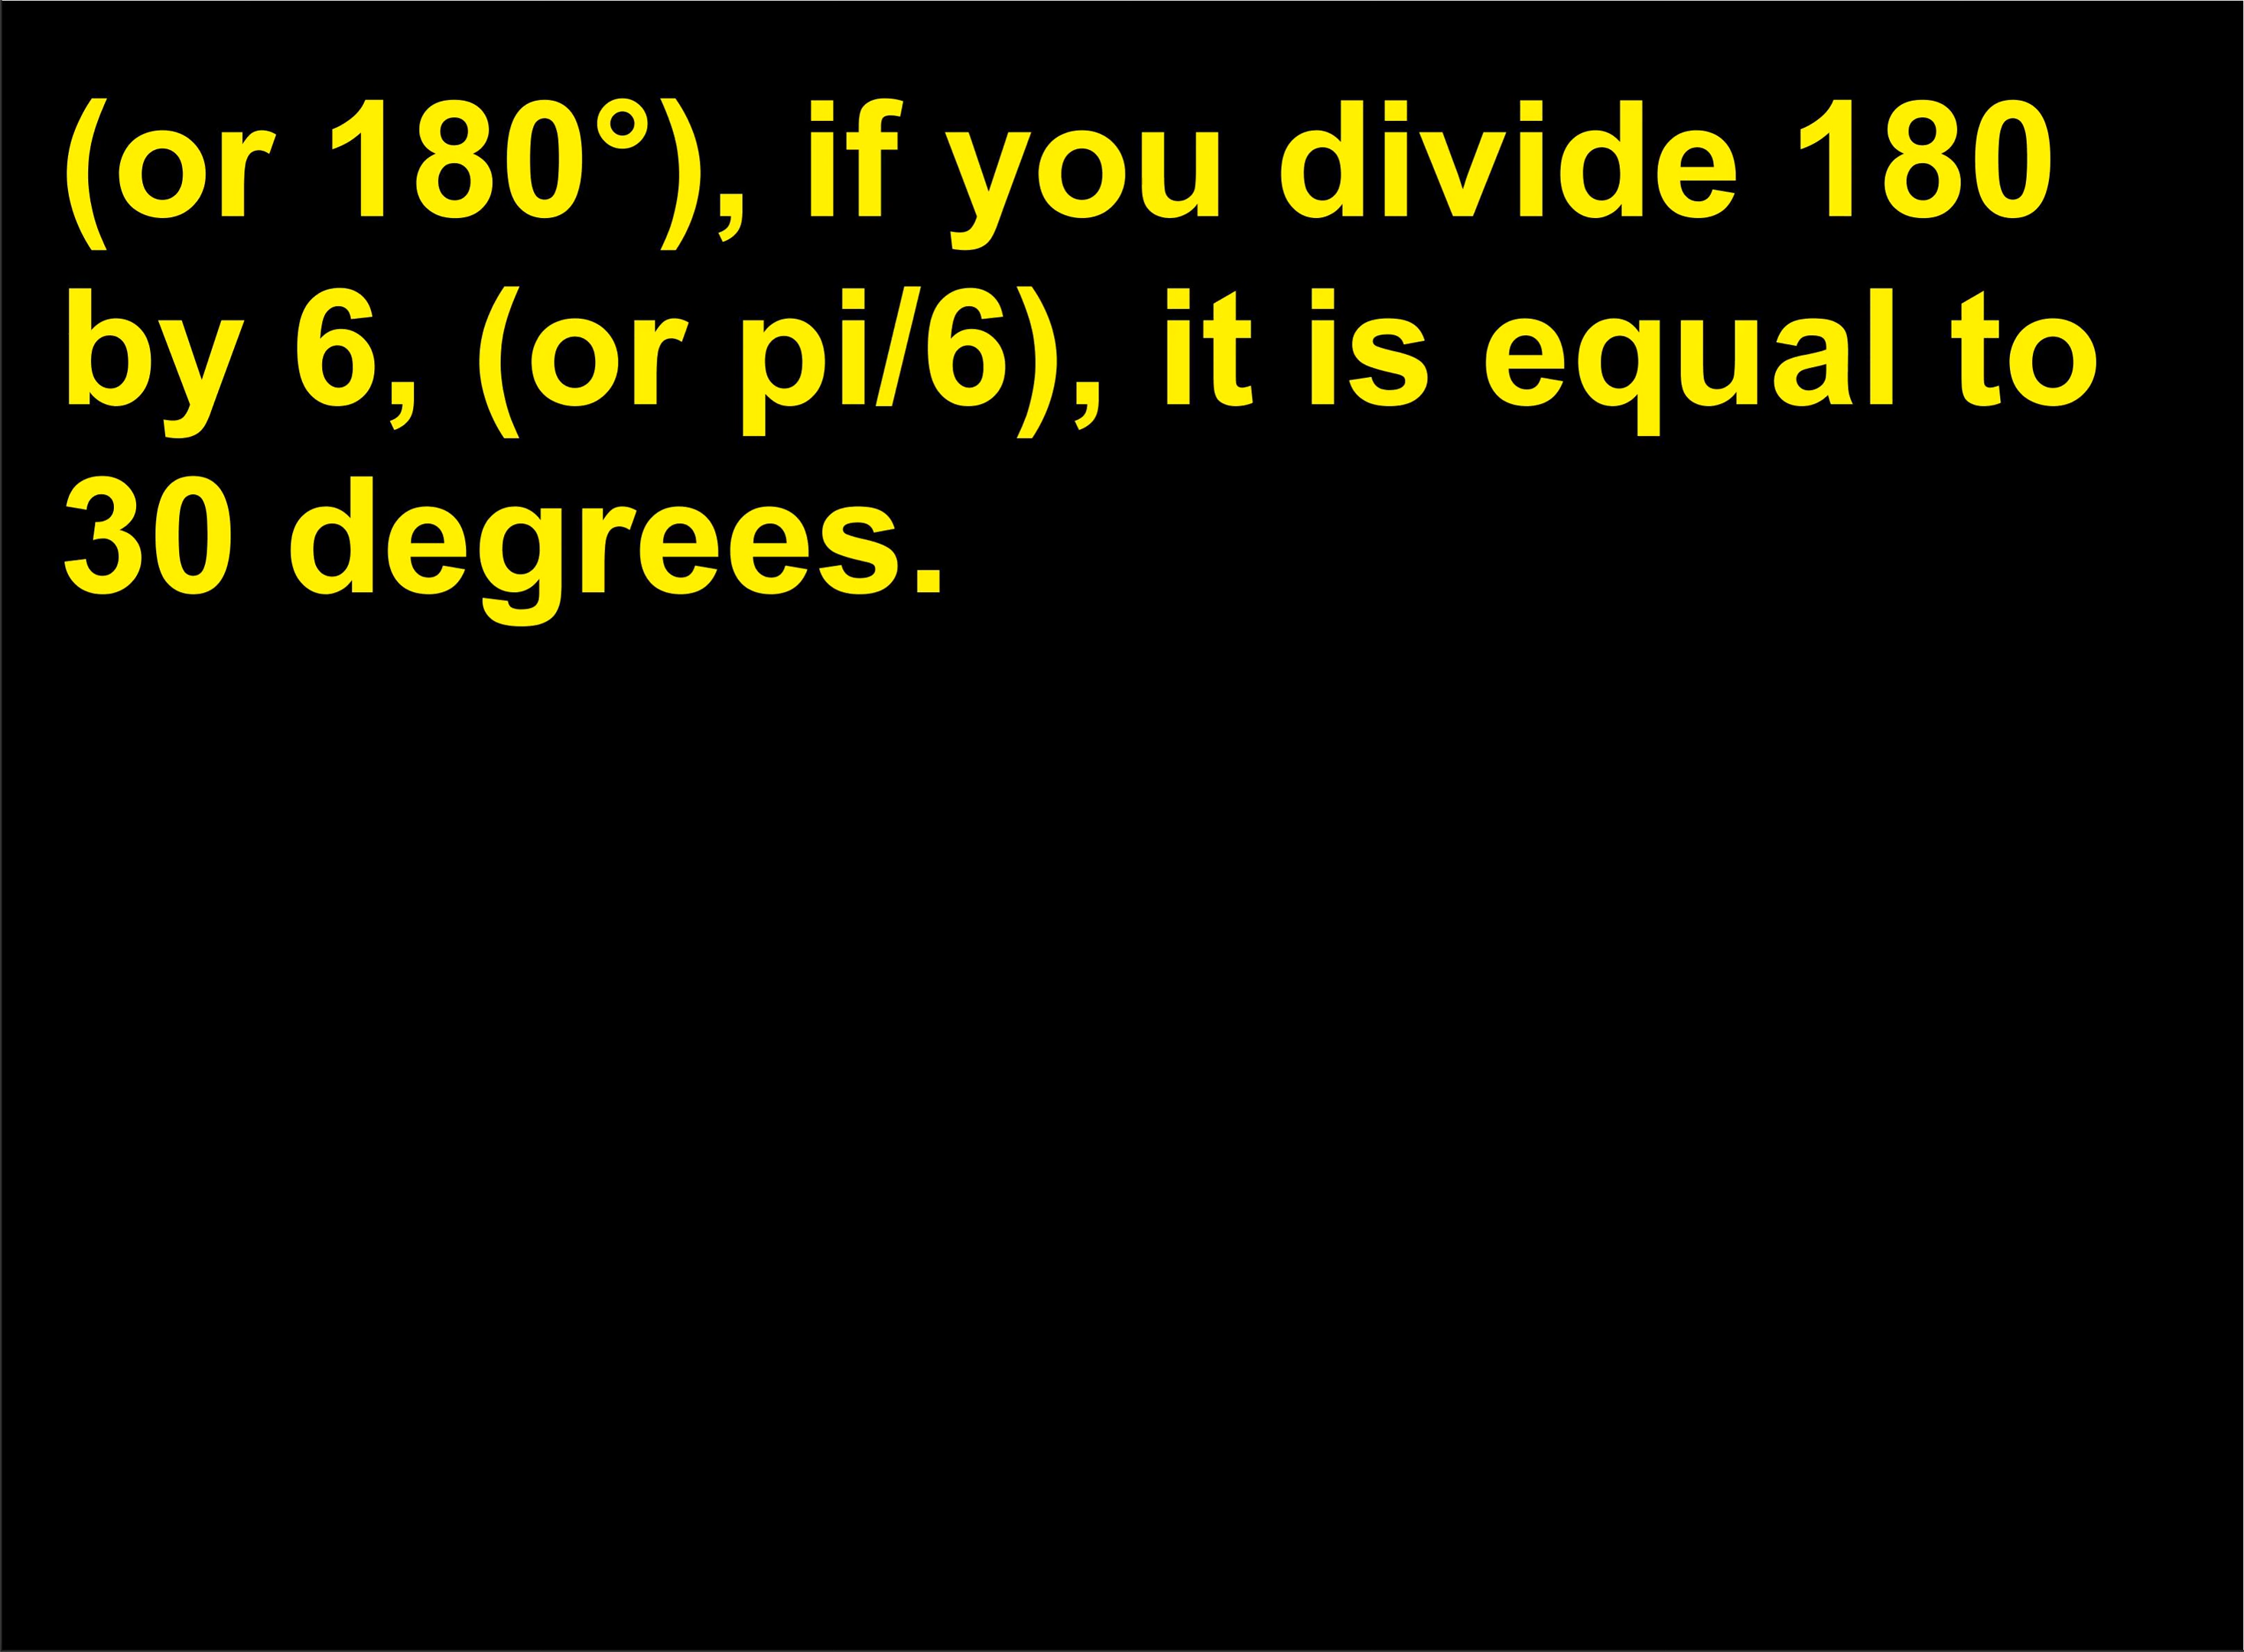 (or 180°), if you divide 180
by 6, (or pi/6), it is equal to
30 degrees.